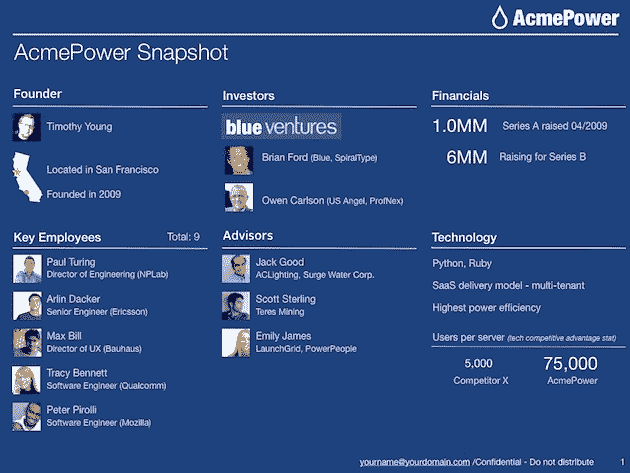 AcmePower
AcmePower Snapshot
Founder
Timothy Young
Located in San Francisco
Founded in 2009
Investors
blue ventures
Brian Ford (Blue, SpiralType)
Owen Carlson (US Angel, ProfNex)
Financials
1.0MM Series A raised 04/2009
6MM Raising for Series B
Key Employees Total: 9
Paul Turing
Director of Engineering (NPLab)
Arlin Dacker
Senior Engineer (Ericsson)
Max Bill
Director of UX (Bauhaus)
Tracy Bennett
Software Engineer (Qualcomm)
Peter Pirolli
Software Engineer (Mozilla)
Advisors
Jack Good
ACLighting, Surge Water Corp.
Scott Sterling
Teres Mining
Emily James
LaunchGrid, PowerPeople
Technology
Python, Ruby
SaaS delivery model - multi-tenant
Highest power efficiency
Users per server (tech competitive advantage stat)
5,000 75,000
Competitor X AcmePower
yourname@yourdomain.com /Confidential - Do not distribute 1